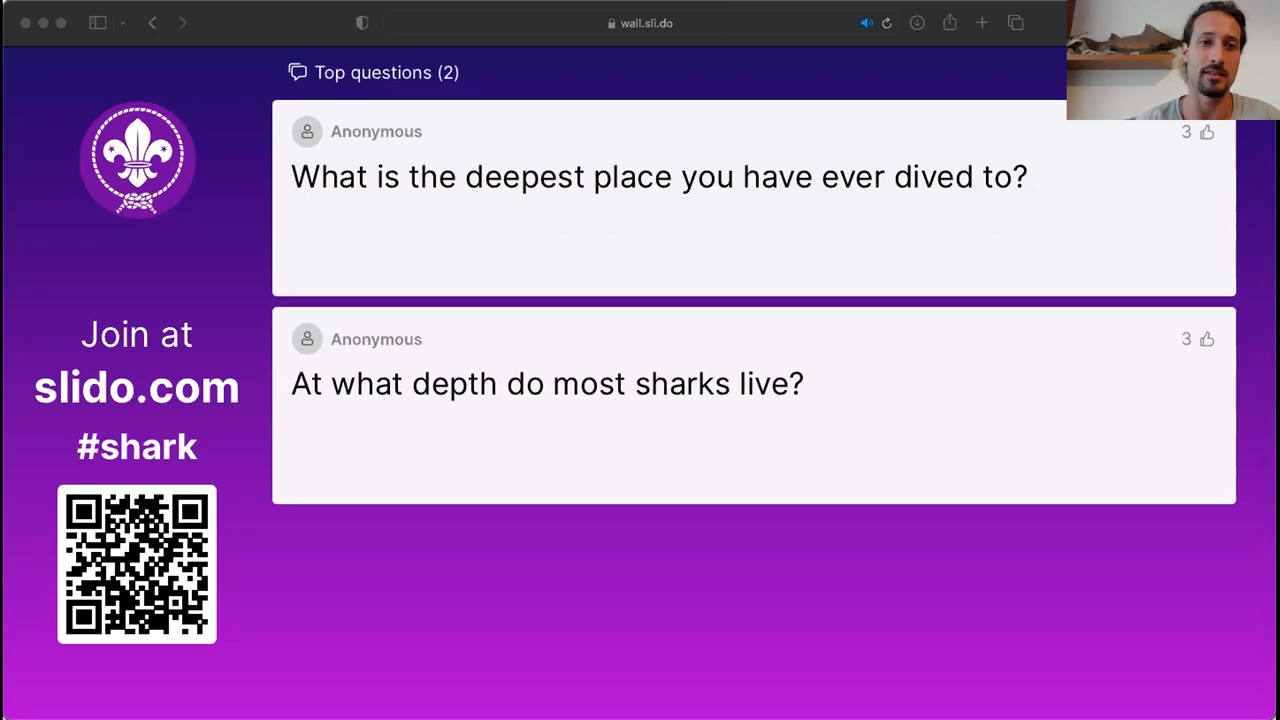 wall.sli.do
Top questions (2)
Anonymous
3
What is the deepest place you have ever dived to?
Anonymous
3
At what depth do most sharks live?
Join at
slido.com
#shark